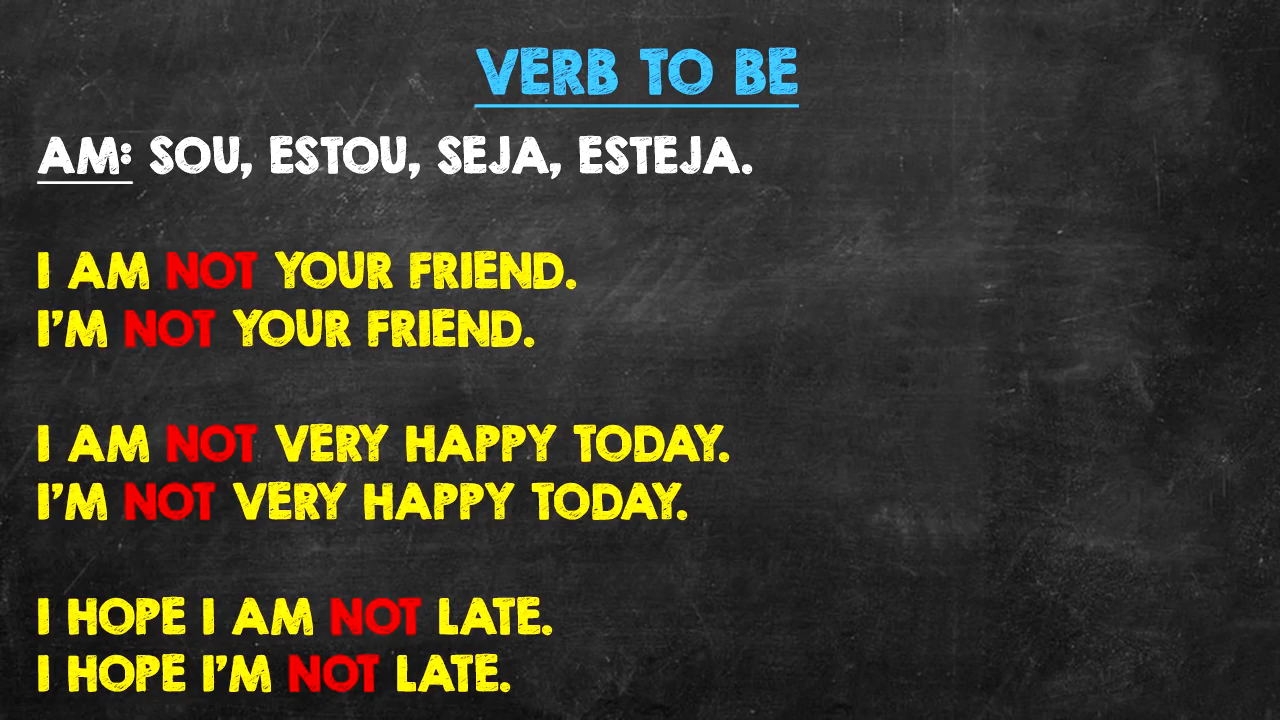 VERB TO BE
AM: SOU, ESTOU, SEJA, ESTEJA.
I AM NOT YOUR FRIEND.
I'M NOT YOUR FRIEND.
I AM NOT VERY HAPPY TODAY.
I'M NOT VERY HAPPY TODAY.
I HOPE I AM NOT LATE.
I HOPE I'M NOT LATE.